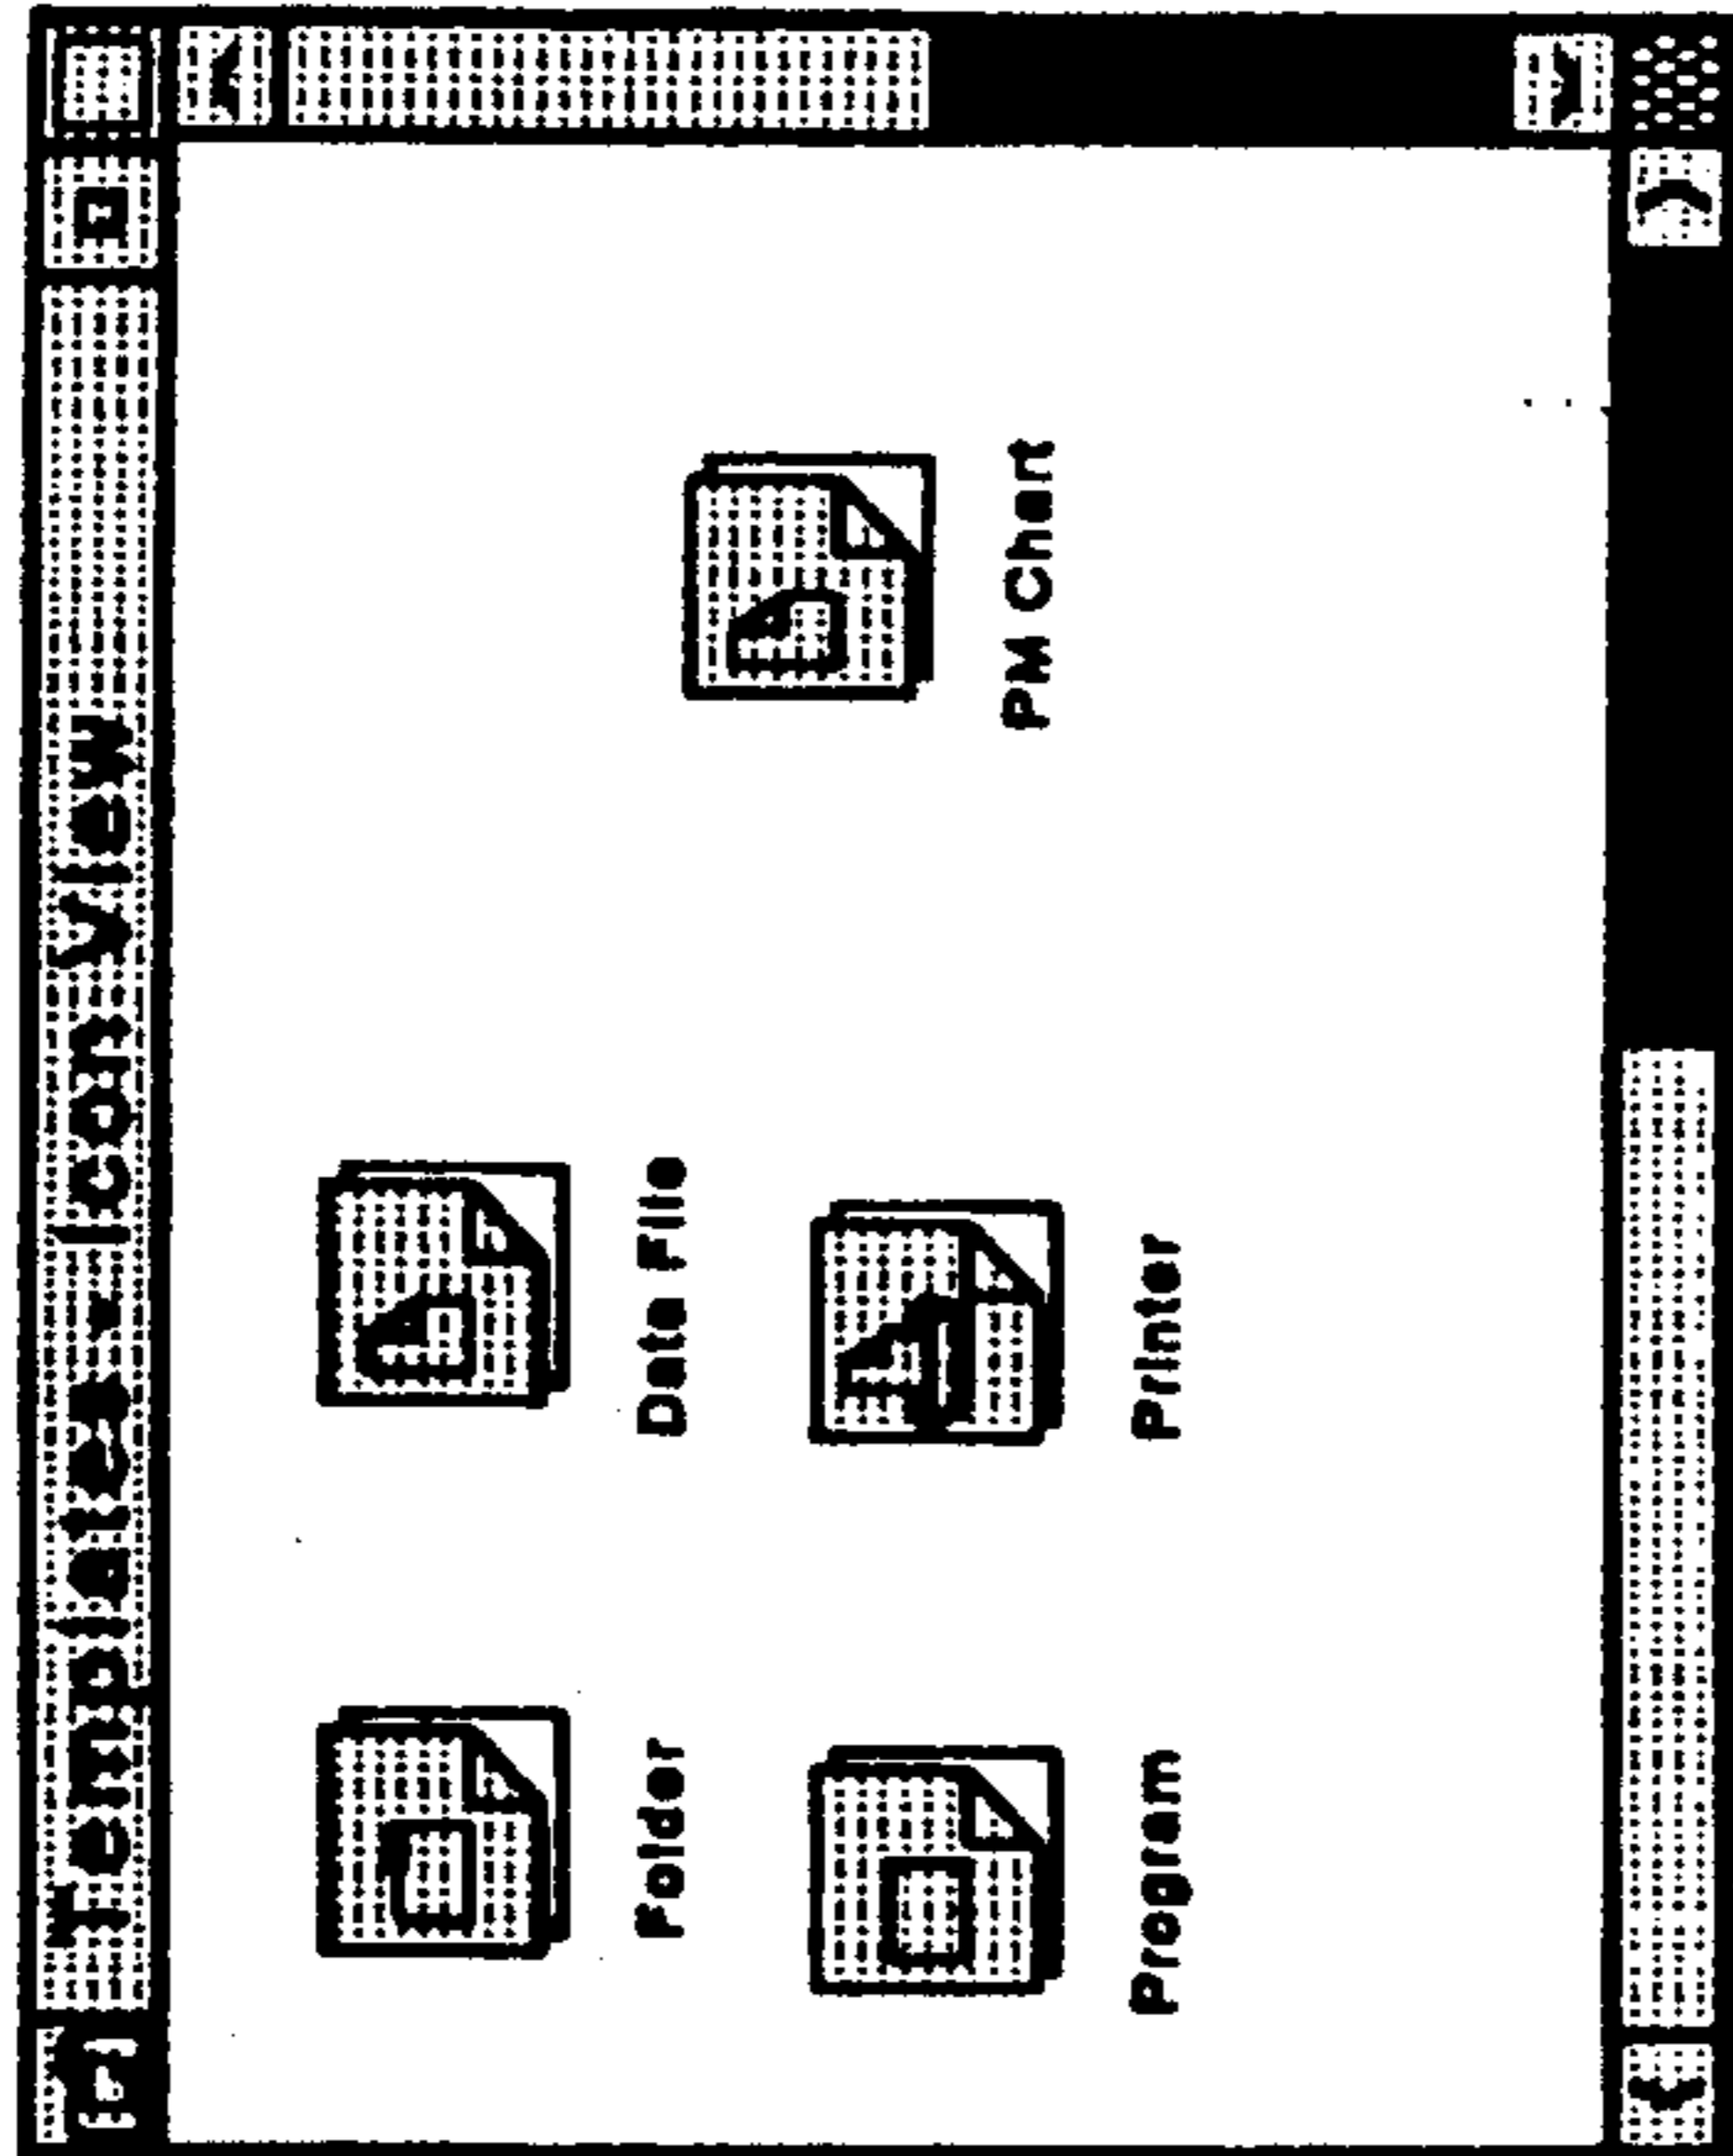 Templates - Icon View
Folder
Data File
Program
Printer
PM Chart